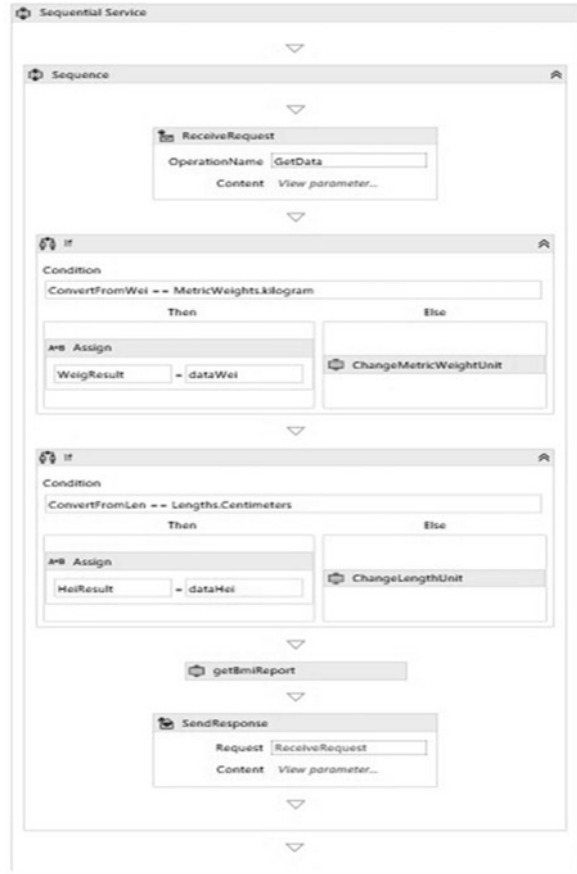 Sequential Service
Sequence
ReceiveRequest
OperationName GetData
Content View parameter...
If
Condition
ConvertFromWei == MetricWeights.kilogram
Then Else
A+B Assign
WeigResult = dataWei
ChangeMetricWeightUnit
If
Condition
ConvertFromLen == Lengths.Centimeters
Then Else
A+B Assign
HeiResult = dataHei
ChangeLengthUnit
getBmiReport
SendResponse
Request ReceiveRequest
Content View parameter...